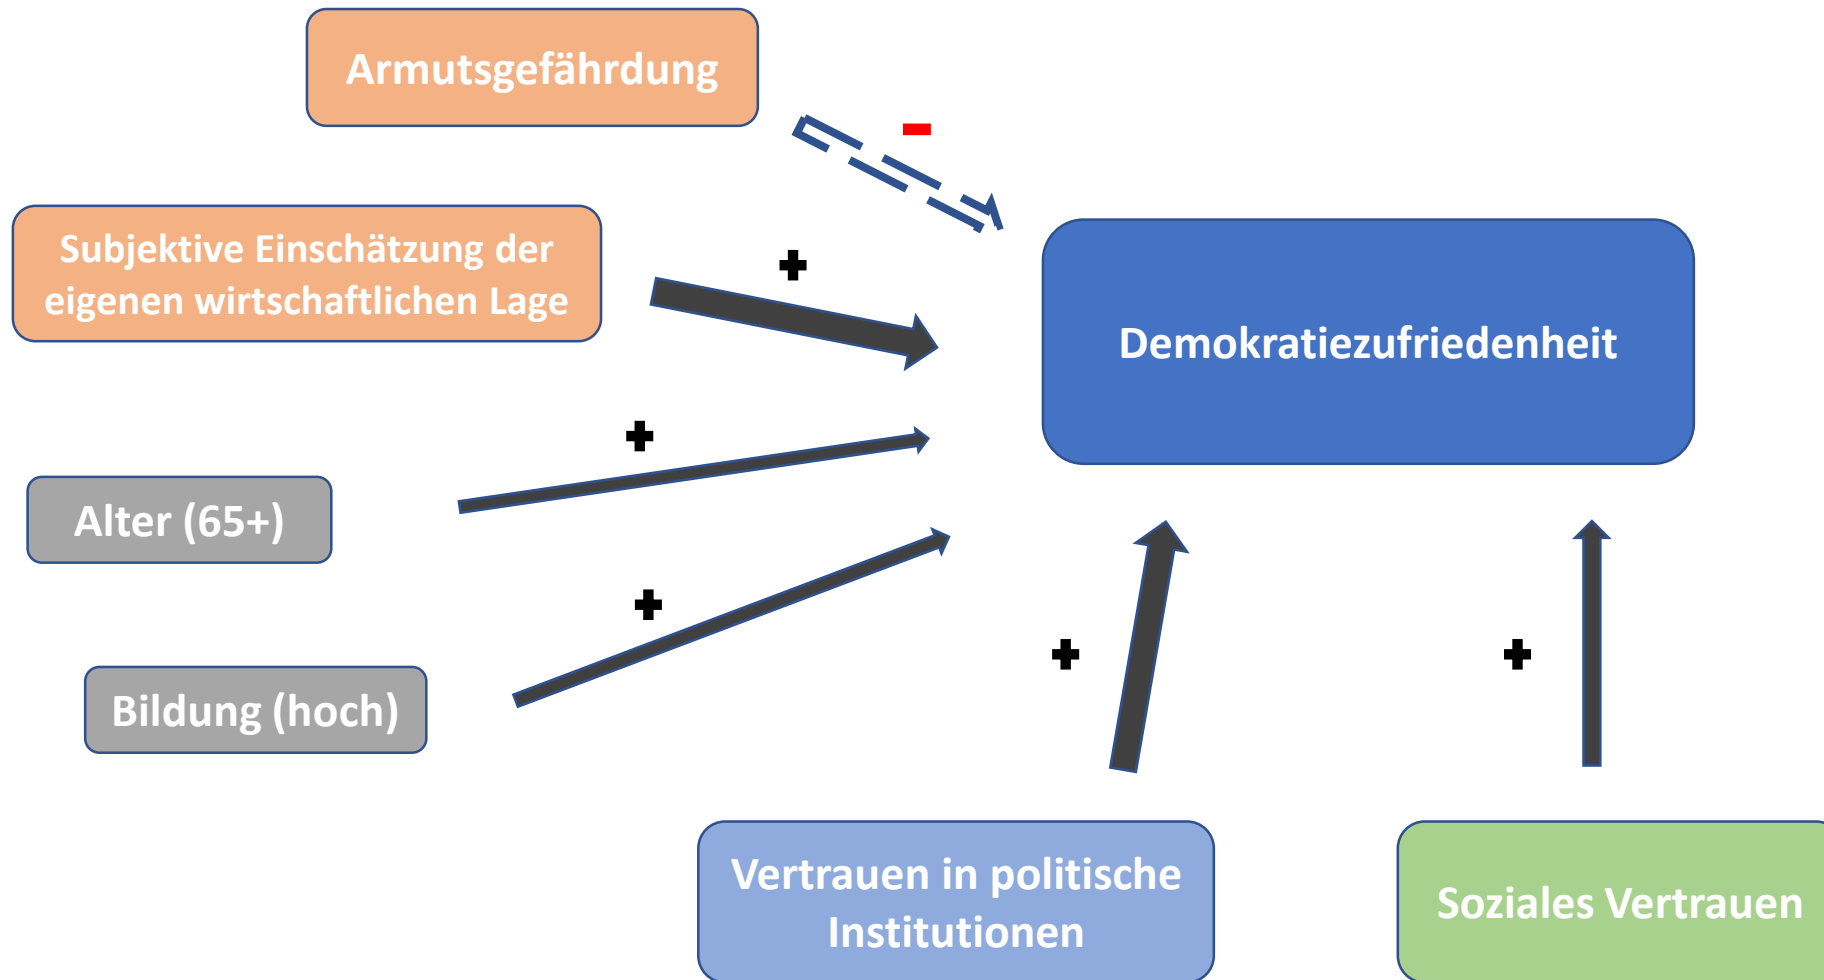 Armutsgefährdung
-
Subjektive Einschätzung der
eigenen wirtschaftlichen Lage
+
Demokratiezufriedenheit
+
Alter (65+)
+
Bildung (hoch)
+
+
Vertrauen in politische
Institutionen
Soziales Vertrauen